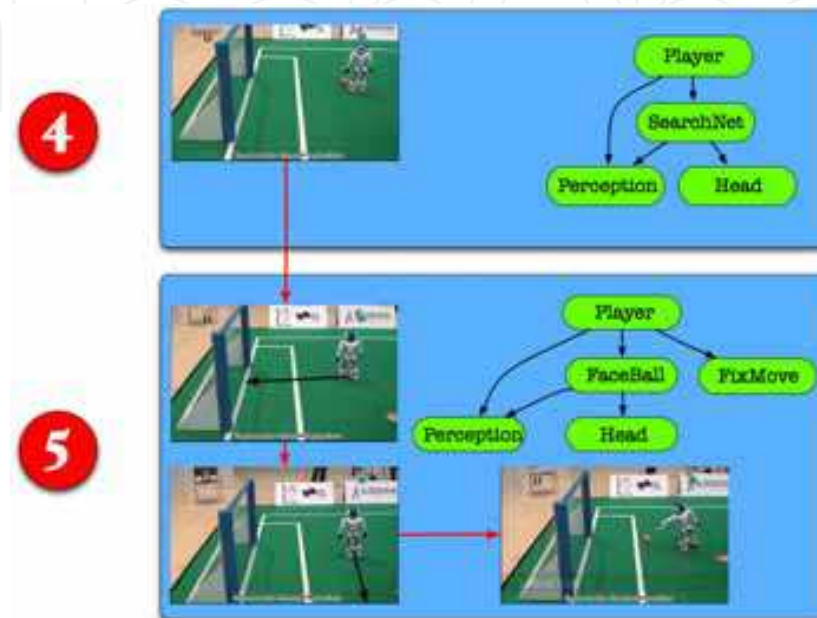 4
Player
SearchNet
Perception
Head
5
Player
FaceBall
FixMove
Perception
Head